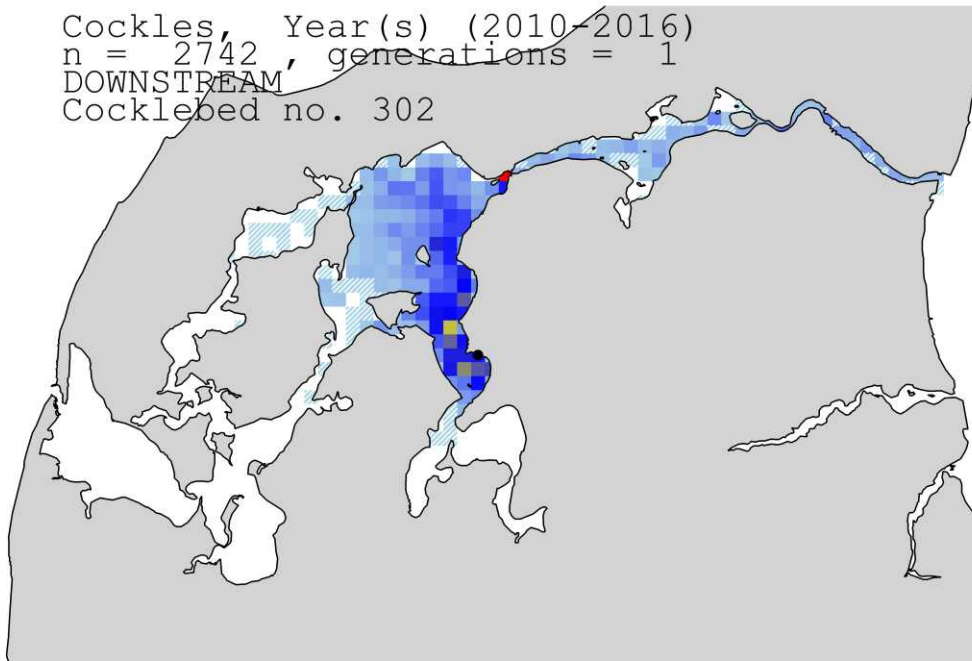 Cockles, Year(s) (2010-2016)
n = 2742 , generations = 1
DOWNSTREAM
Cocklebed no. 302